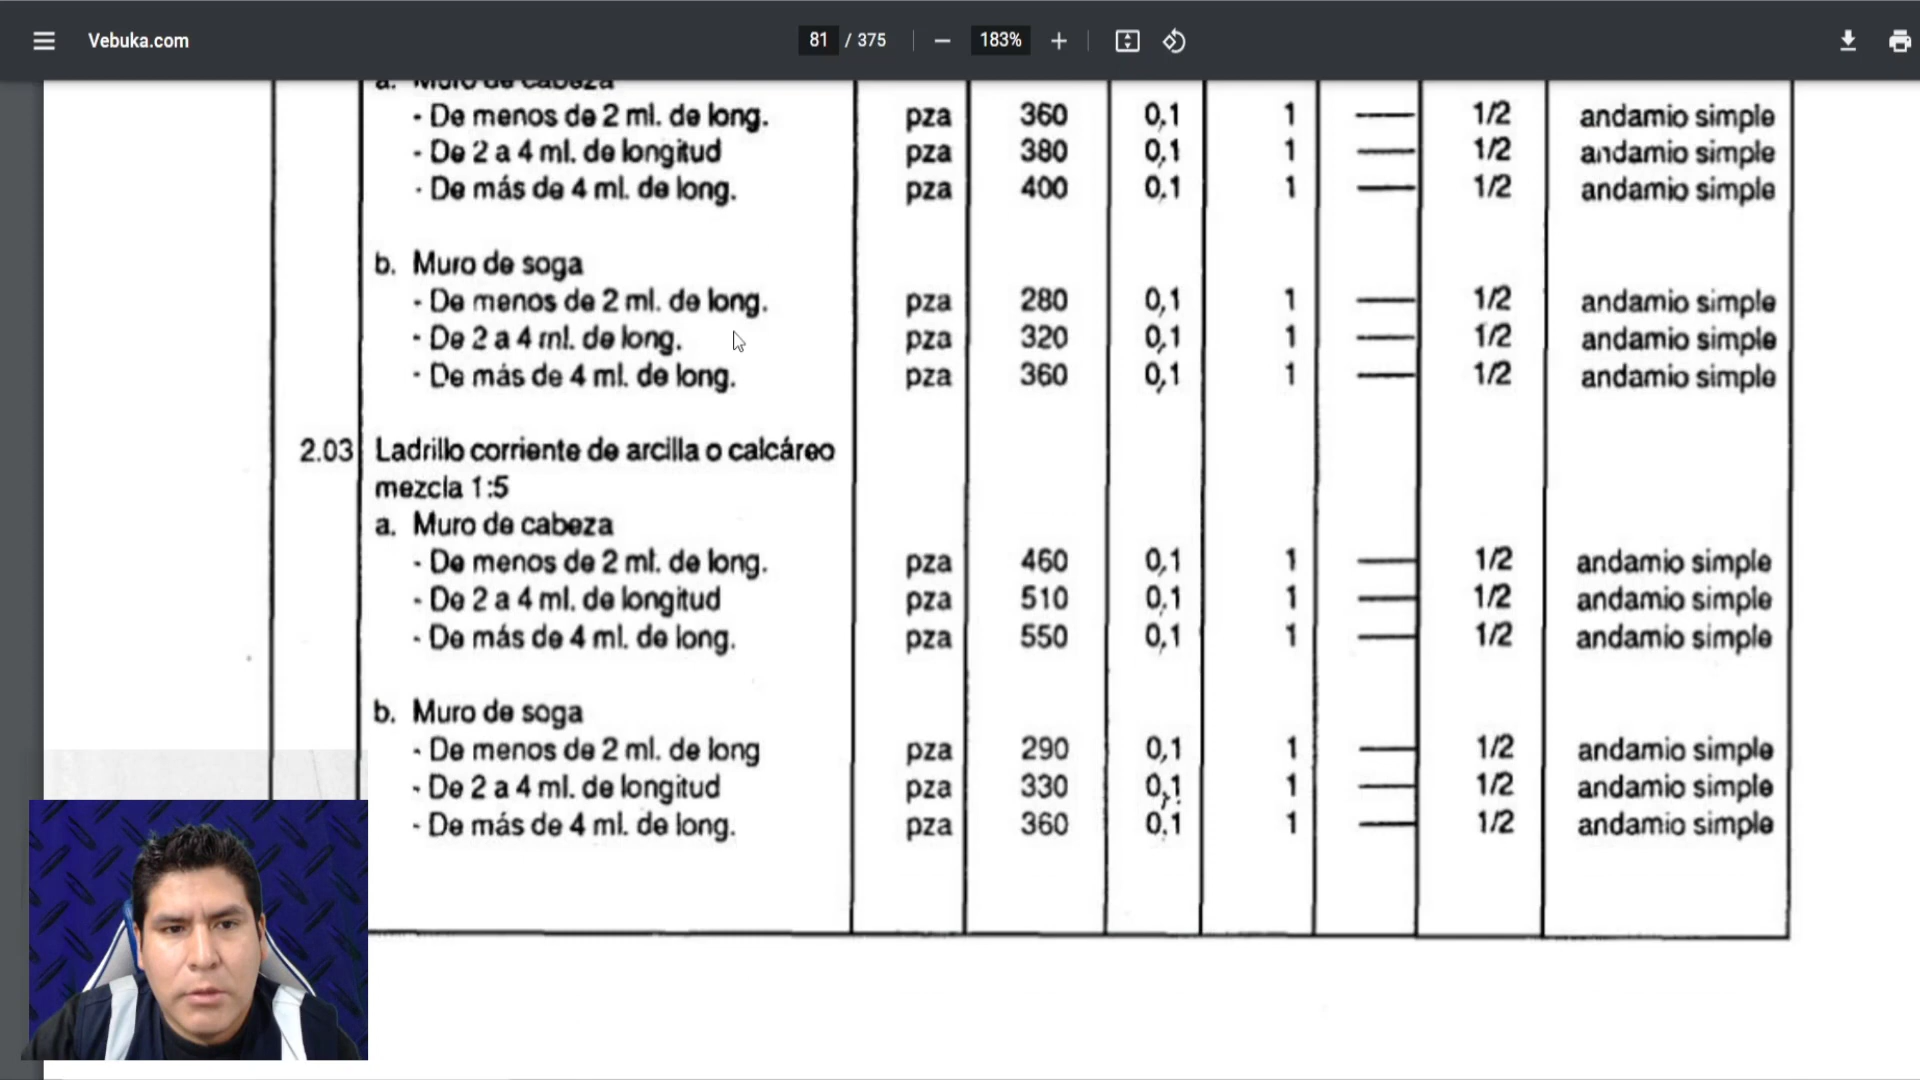 Vebuka.com 81 / 375 183%
a. Muro de cabeza
- De menos de 2 ml. de long. pza 360 0,1 1 — 1/2 andamio simple
- De 2 a 4 ml. de longitud pza 380 0,1 1 — 1/2 andamio simple
- De más de 4 ml. de long. pza 400 0,1 1 — 1/2 andamio simple
b. Muro de soga
- De menos de 2 ml. de long. pza 280 0,1 1 — 1/2 andamio simple
- De 2 a 4 ml. de long. pza 320 0,1 1 — 1/2 andamio simple
- De más de 4 ml. de long. pza 360 0,1 1 — 1/2 andamio simple
2.03 Ladrillo corriente de arcilla o calcáreo
mezcla 1:5
a. Muro de cabeza
- De menos de 2 ml. de long. pza 460 0,1 1 — 1/2 andamio simple
- De 2 a 4 ml. de longitud pza 510 0,1 1 — 1/2 andamio simple
- De más de 4 ml. de long. pza 550 0,1 1 — 1/2 andamio simple
b. Muro de soga
- De menos de 2 ml. de long pza 290 0,1 1 — 1/2 andamio simple
- De 2 a 4 ml. de longitud pza 330 0,1 1 — 1/2 andamio simple
- De más de 4 ml. de long. pza 360 0,1 1 — 1/2 andamio simple